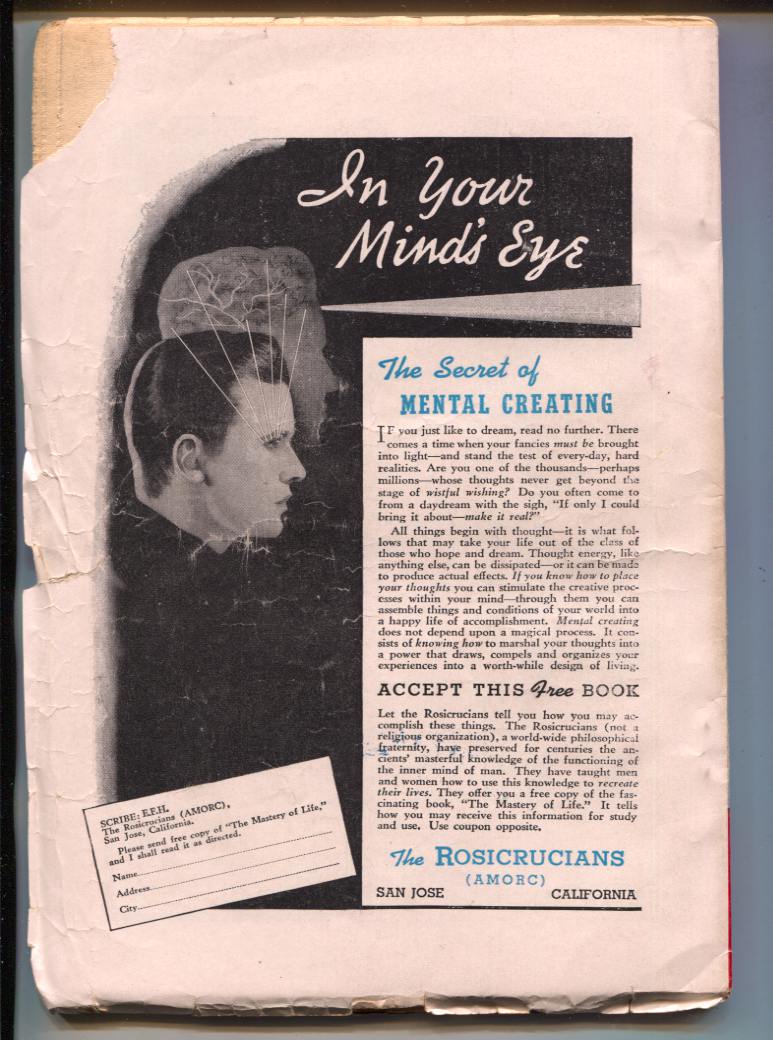 In Your
Mind's Eye
The Secret of
MENTAL CREATING
IF you just like to dream, read no further. There
comes a time when your fancies must be brought
into light—and stand the test of every-day, hard
realities. Are you one of the thousands—perhaps
millions—whose thoughts never get beyond the
stage of wistful wishing? Do you often come to
from a daydream with the sigh, "If only I could
bring it about—make it real?"
All things begin with thought—it is what fol-
lows that may take your life out of the class of
those who hope and dream. Thought energy, like
anything else, can be dissipated—or it can be made
to produce actual effects. If you know how to place
your thoughts you can stimulate the creative proc-
esses within your mind—through them you can
assemble things and conditions of your world into
a happy life of accomplishment. Mental creating
does not depend upon a magical process. It con-
sists of knowing how to marshal your thoughts into
a power that draws, compels and organizes your
experiences into a worth-while design of living.
ACCEPT THIS Free BOOK
Let the Rosicrucians tell you how you may ac-
complish these things. The Rosicrucians (not a
religious organization), a world-wide philosophical
fraternity, have preserved for centuries the an-
cients' masterful knowledge of the functioning of
the inner mind of man. They have taught men
and women how to use this knowledge to recreate
their lives. They offer you a free copy of the fas-
cinating book, "The Mastery of Life." It tells
how you may receive this information for study
and use. Use coupon opposite.
The ROSICRUCIANS
(AMORC)
SAN JOSE CALIFORNIA
SCRIBE: E.F.H.
The Rosicrucians (AMORC),
San Jose, California.
Please send free copy of "The Mastery of Life,"
and I shall read it as directed.
Name
Address
City